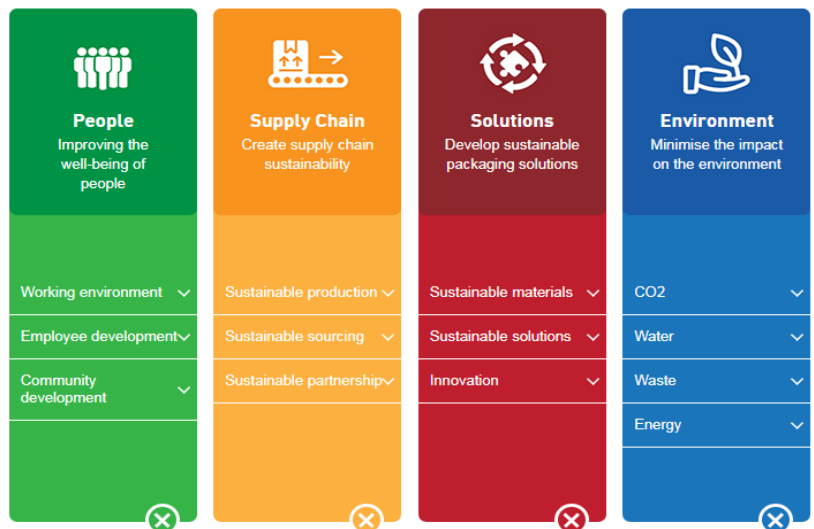 People
Improving the
well-being of
people
Working environment
Employee development
Community
development
Supply Chain
Create supply chain
sustainability
Sustainable production
Sustainable sourcing
Sustainable partnership
Solutions
Develop sustainable
packaging solutions
Sustainable materials
Sustainable solutions
Innovation
Environment
Minimise the impact
on the environment
CO2
Water
Waste
Energy